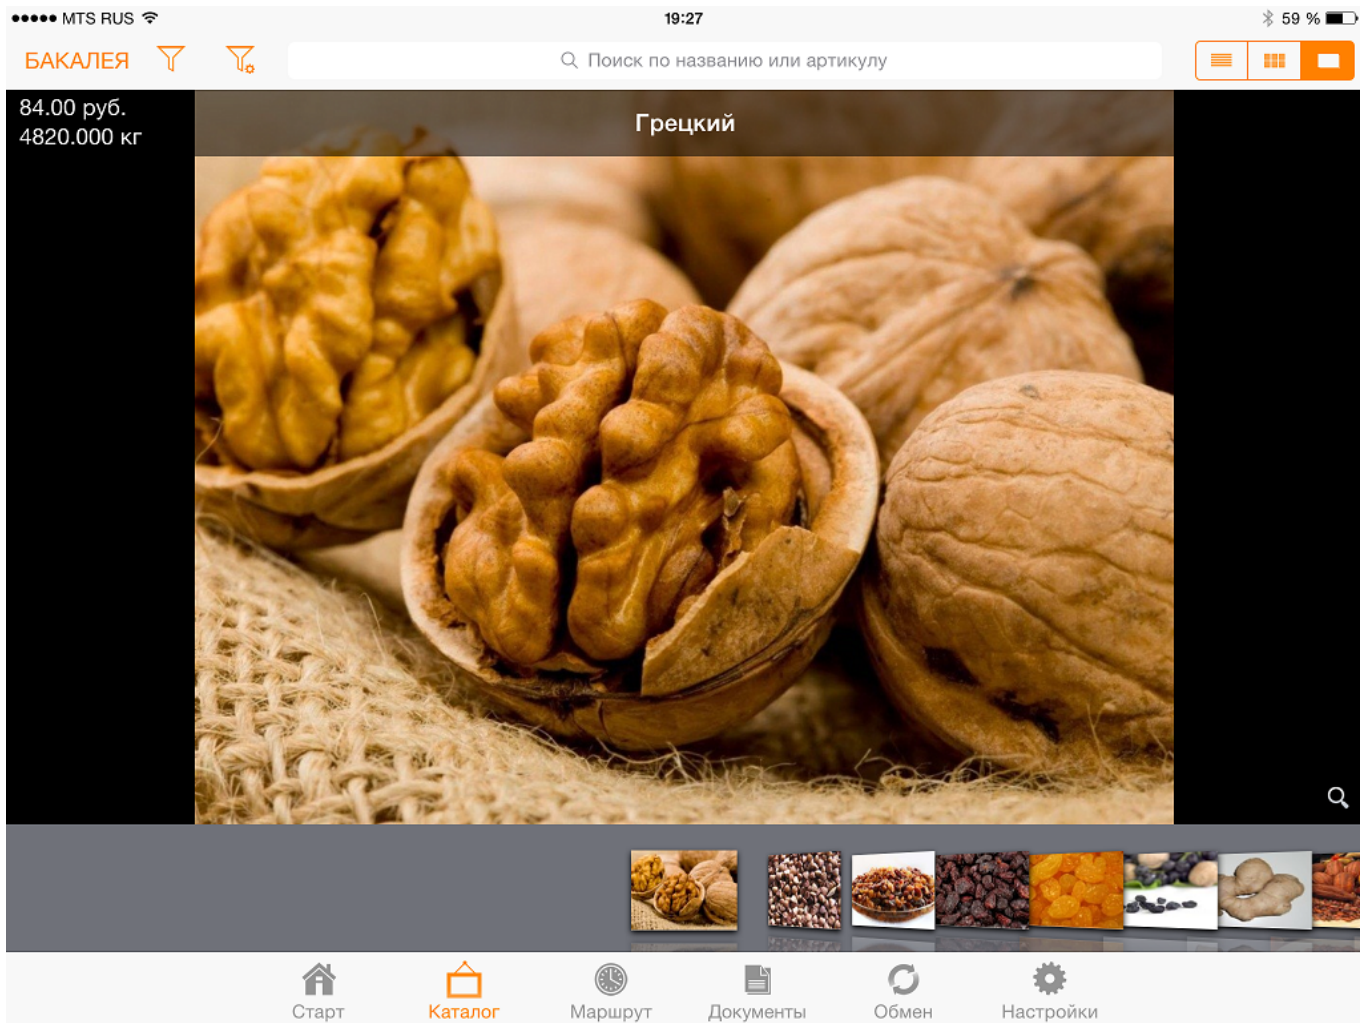 MTS RUS
19:27
59 %
БАКАЛЕЯ
Поиск по названию или артикулу
84.00 руб.
4820.000 кг
Грецкий
Старт
Каталог
Маршрут
Документы
Обмен
Настройки